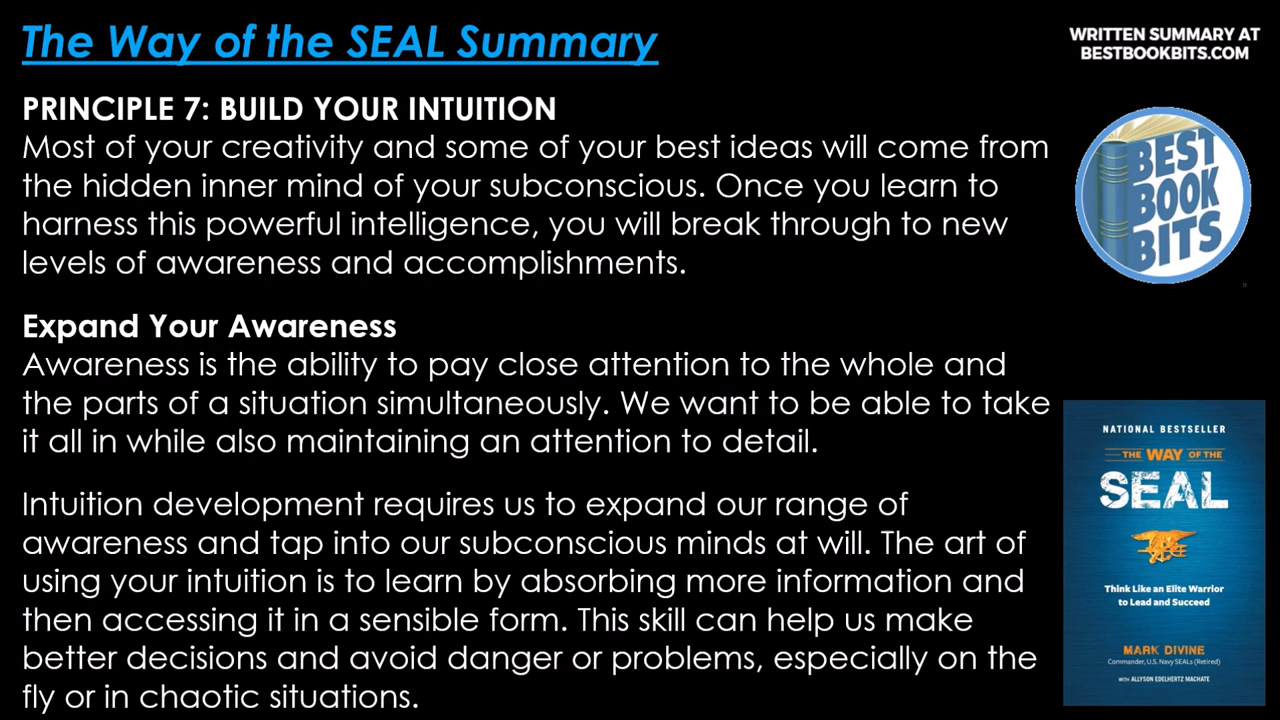 The Way of the SEAL Summary
WRITTEN SUMMARY AT
BESTBOOKBITS.COM
PRINCIPLE 7: BUILD YOUR INTUITION
Most of your creativity and some of your best ideas will come from
the hidden inner mind of your subconscious. Once you learn to
harness this powerful intelligence, you will break through to new
levels of awareness and accomplishments.
BEST
BOOK
BITS
Expand Your Awareness
Awareness is the ability to pay close attention to the whole and
the parts of a situation simultaneously. We want to be able to take
it all in while also maintaining an attention to detail.
Intuition development requires us to expand our range of
awareness and tap into our subconscious minds at will. The art of
using your intuition is to learn by absorbing more information and
then accessing it in a sensible form. This skill can help us make
better decisions and avoid danger or problems, especially on the
fly or in chaotic situations.
NATIONAL BESTSELLER
THE WAY OF THE
SEAL
Think Like an Elite Warrior
to Lead and Succeed
MARK DIVINE
Commander, U.S. Navy SEALs (Retired)
WITH ALLYSON EDELHERTZ MACHATE